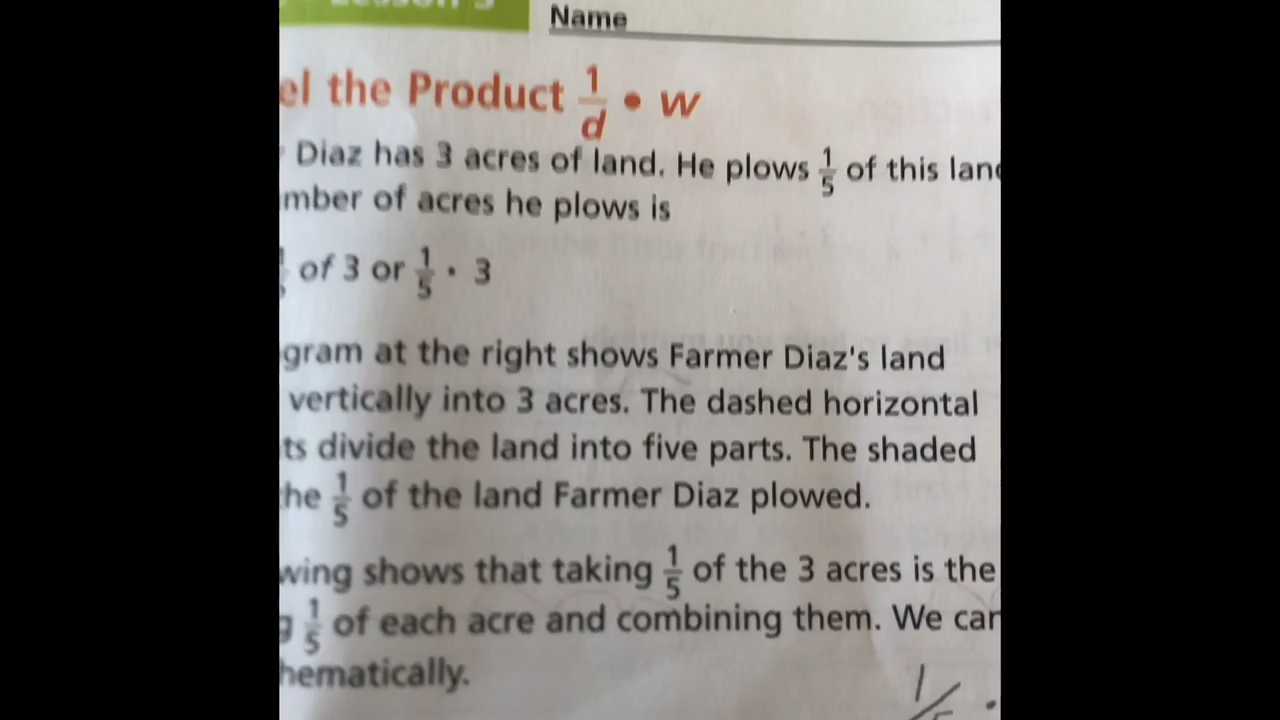 Name
el the Product 1/d • w
Diaz has 3 acres of land. He plows 1/5 of this land
mber of acres he plows is
of 3 or 1/5 · 3
gram at the right shows Farmer Diaz's land
vertically into 3 acres. The dashed horizontal
ts divide the land into five parts. The shaded
he 1/5 of the land Farmer Diaz plowed.
wing shows that taking 1/5 of the 3 acres is the
g 1/5 of each acre and combining them. We can
hematically.